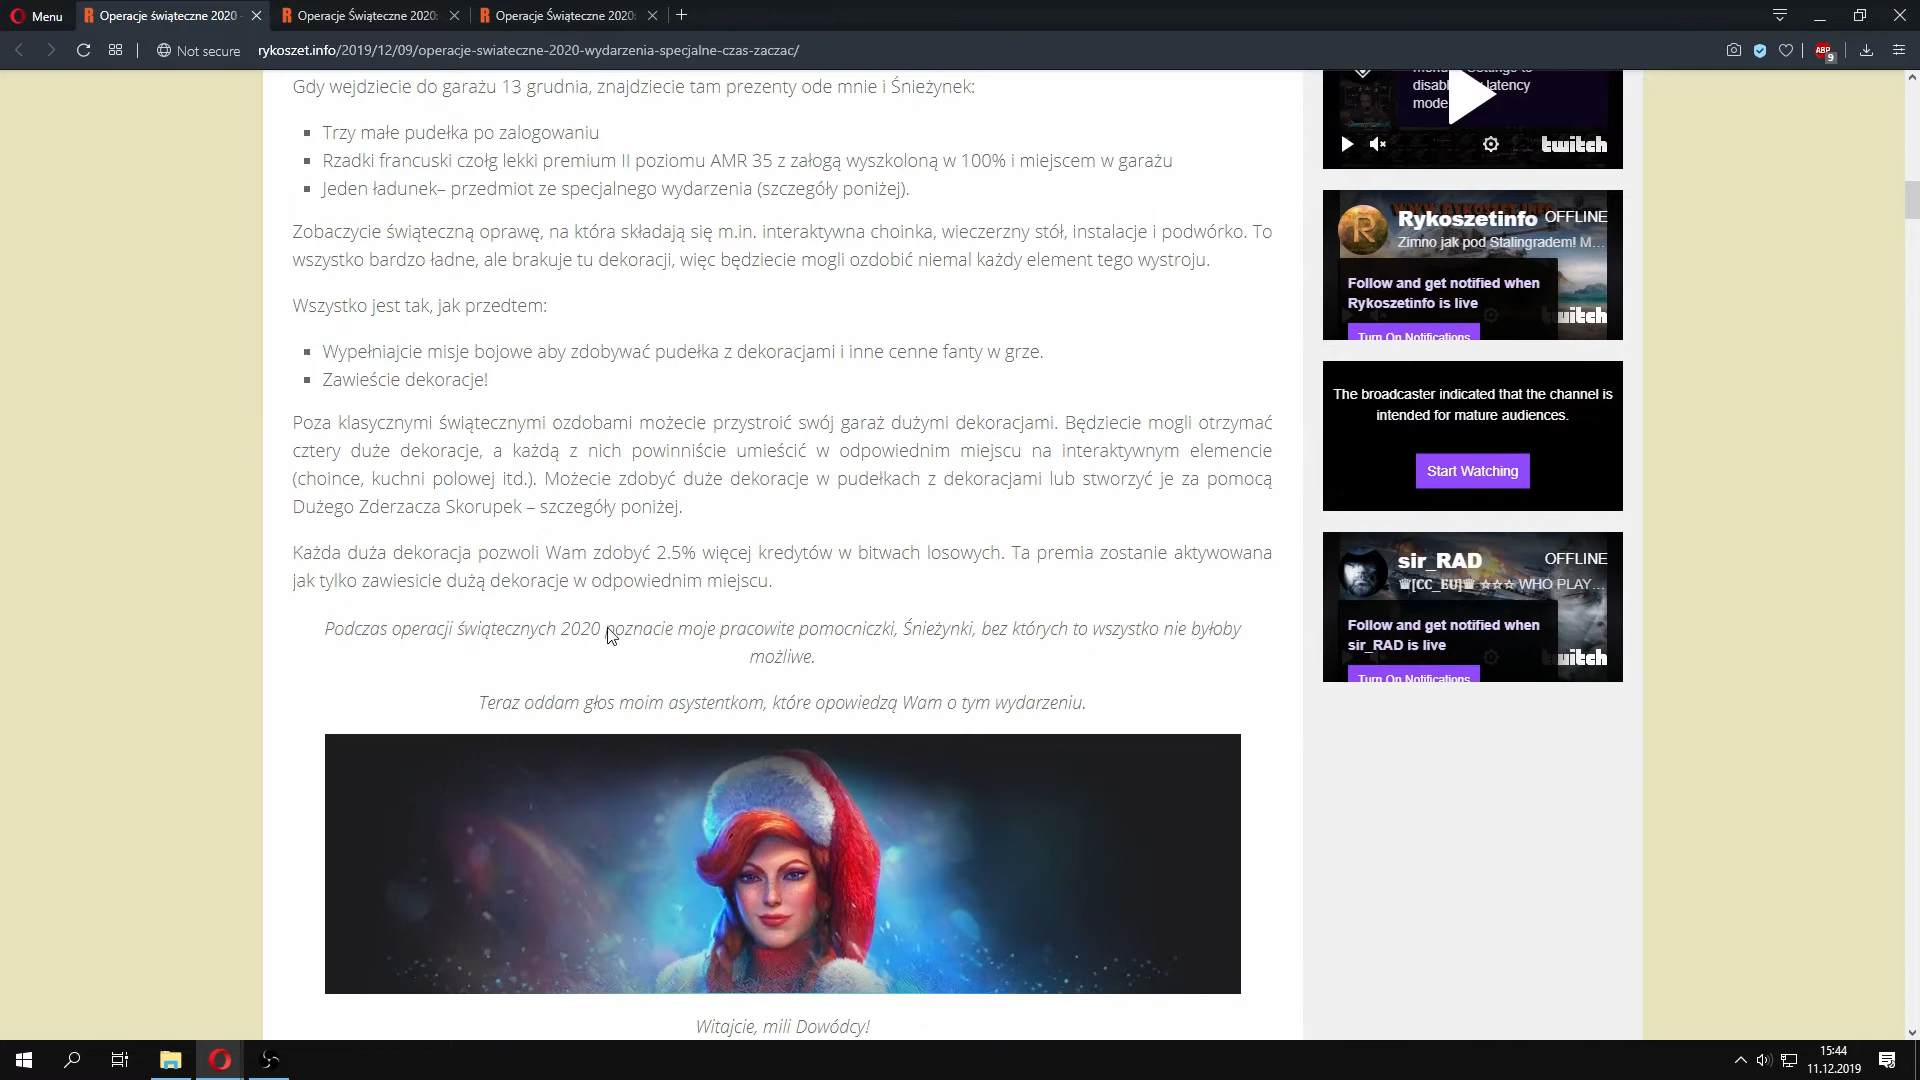 Menu
Operacje świąteczne 2020
Operacje Świąteczne 2020:
Operacje Świąteczne 2020:
Not secure
rykoszet.info/2019/12/09/operacje-swiateczne-2020-wydarzenia-specjalne-czas-zaczac/
ABP
9
Gdy wejdziecie do garażu 13 grudnia, znajdziecie tam prezenty ode mnie i Śnieżynek:
Trzy małe pudełka po zalogowaniu
Rzadki francuski czołg lekki premium II poziomu AMR 35 z załogą wyszkoloną w 100% i miejscem w garażu
Jeden ładunek– przedmiot ze specjalnego wydarzenia (szczegóły poniżej).
Zobaczycie świąteczną oprawę, na która składają się m.in. interaktywna choinka, wieczerzny stół, instalacje i podwórko. To
wszystko bardzo ładne, ale brakuje tu dekoracji, więc będziecie mogli ozdobić niemal każdy element tego wystroju.
Wszystko jest tak, jak przedtem:
Wypełniajcie misje bojowe aby zdobywać pudełka z dekoracjami i inne cenne fanty w grze.
Zawieście dekoracje!
Poza klasycznymi świątecznymi ozdobami możecie przystroić swój garaż dużymi dekoracjami. Będziecie mogli otrzymać
cztery duże dekoracje, a każdą z nich powinniście umieścić w odpowiednim miejscu na interaktywnym elemencie
(choince, kuchni polowej itd.). Możecie zdobyć duże dekoracje w pudełkach z dekoracjami lub stworzyć je za pomocą
Dużego Zderzacza Skorupek – szczegóły poniżej.
Każda duża dekoracja pozwoli Wam zdobyć 2.5% więcej kredytów w bitwach losowych. Ta premia zostanie aktywowana
jak tylko zawiesicie dużą dekoracje w odpowiednim miejscu.
Podczas operacji świątecznych 2020 poznacie moje pracowite pomocniczki, Śnieżynki, bez których to wszystko nie byłoby
możliwe.
Teraz oddam głos moim asystentkom, które opowiedzą Wam o tym wydarzeniu.
Witajcie, mili Dowódcy!
latency
mode
twitch
Rykoszetinfo OFFLINE
Zimno jak pod Stalingradem! M...
Follow and get notified when
Rykoszetinfo is live
twitch
Turn On Notifications
The broadcaster indicated that the channel is
intended for mature audiences.
Start Watching
sir_RAD OFFLINE
♛[CC_EU]♛ ☆☆☆ WHO PLAY...
Follow and get notified when
sir_RAD is live
twitch
Turn On Notifications
15:44
11.12.2019